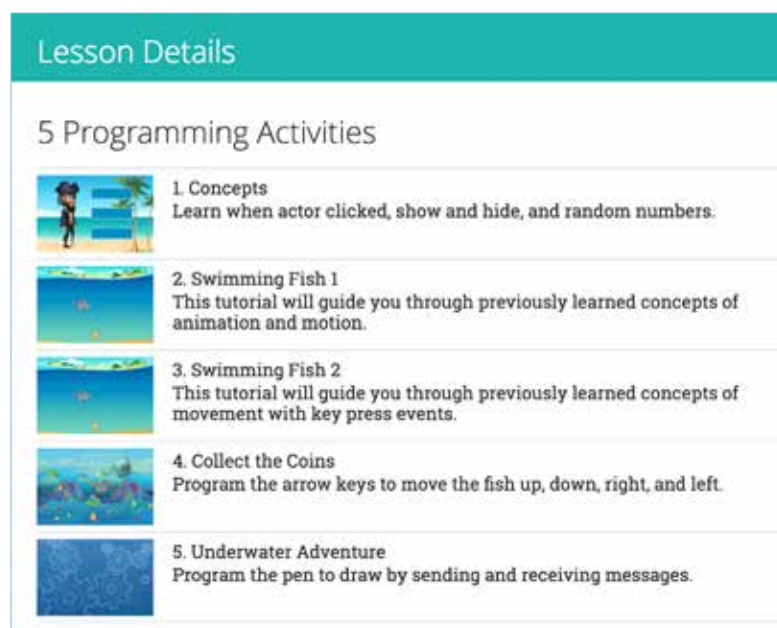 Lesson Details
5 Programming Activities
1. Concepts
Learn when actor clicked, show and hide, and random numbers.
2. Swimming Fish 1
This tutorial will guide you through previously learned concepts of
animation and motion.
3. Swimming Fish 2
This tutorial will guide you through previously learned concepts of
movement with key press events.
4. Collect the Coins
Program the arrow keys to move the fish up, down, right, and left.
5. Underwater Adventure
Program the pen to draw by sending and receiving messages.